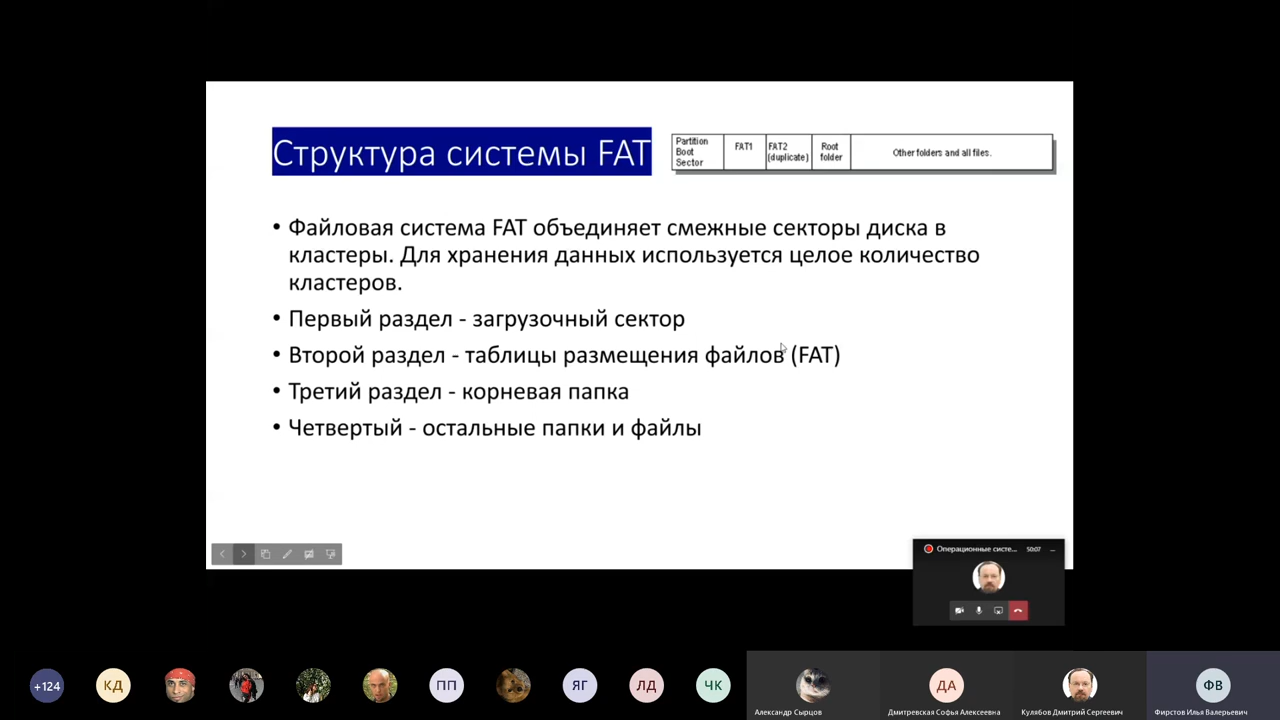 Структура системы FAT
Partition
Boot
Sector
FAT1
FAT2
(duplicate)
Root
folder
Other folders and all files.
• Файловая система FAT объединяет смежные секторы диска в
кластеры. Для хранения данных используется целое количество
кластеров.
• Первый раздел - загрузочный сектор
• Второй раздел - таблицы размещения файлов (FAT)
• Третий раздел - корневая папка
• Четвертый - остальные папки и файлы
Операционные систе... 50:07
+124
КД
ПП
ЯГ
ЛД
ЧК
ДА
ФВ
Александр Сырцов
Дмитревская Софья Алексеевна
Кулябов Дмитрий Сергеевич
Фирстов Илья Валерьевич